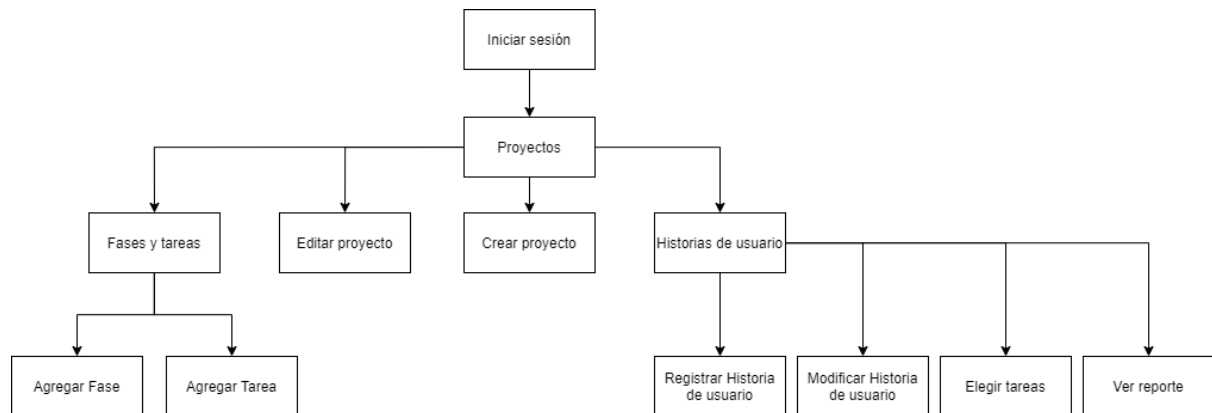 Iniciar sesión
Proyectos
Fases y tareas
Editar proyecto
Crear proyecto
Historias de usuario
Agregar Fase
Agregar Tarea
Registrar Historia
de usuario
Modificar Historia
de usuario
Elegir tareas
Ver reporte